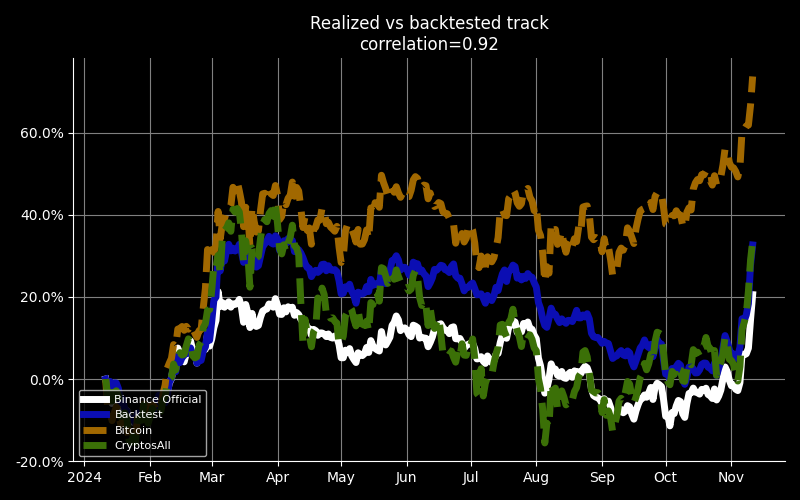 Realized vs backtested track
correlation=0.92
60.0%
40.0%
20.0%
0.0%
-20.0%
Binance Official
Backtest
Bitcoin
CryptosAll
2024 Feb Mar Apr May Jun Jul Aug Sep Oct Nov